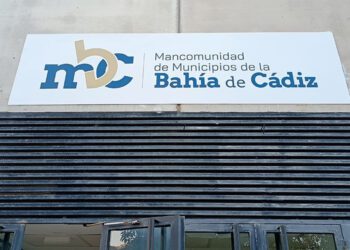 mbc
Mancomunidad
de Municipios de la
Bahía de Cádiz